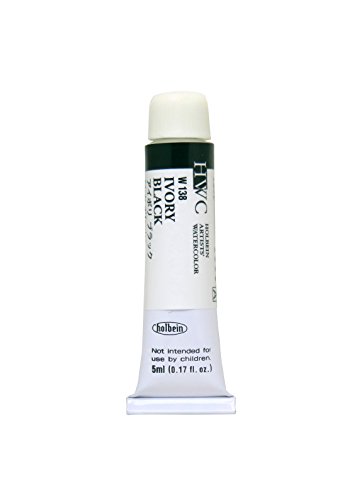 HWC
HOLBEIN
ARTISTS'
WATERCOLOR
W138
IVORY
BLACK
アイボリ ブラック
holbein
Not intended for
use by children.
5ml (0.17 fl. oz.)